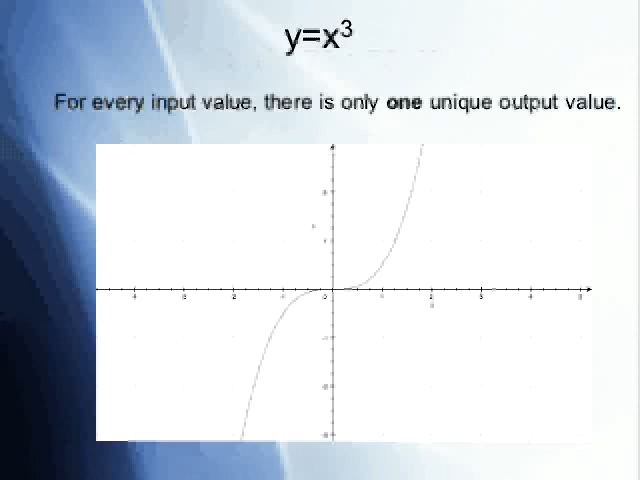 y=x³
For every input value, there is only one unique output value.